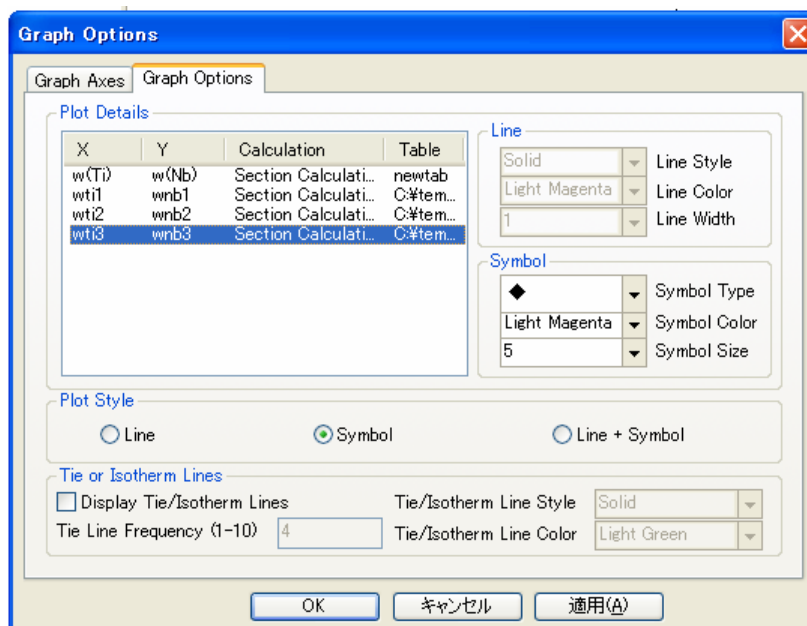 Graph Options
Graph Axes
Graph Options
Plot Details
X Y Calculation Table
w(Ti) w(Nb) Section Calculati... newtab
wti1 wnb1 Section Calculati... C:¥tem...
wti2 wnb2 Section Calculati... C:¥tem...
wti3 wnb3 Section Calculati... C:¥tem...
Line
Solid Line Style
Light Magenta Line Color
1 Line Width
Symbol
◆ Symbol Type
Light Magenta Symbol Color
5 Symbol Size
Plot Style
Line Symbol Line + Symbol
Tie or Isotherm Lines
Display Tie/Isotherm Lines
Tie/Isotherm Line Style Solid
Tie Line Frequency (1-10) 4
Tie/Isotherm Line Color Light Green
OK キャンセル 適用(A)